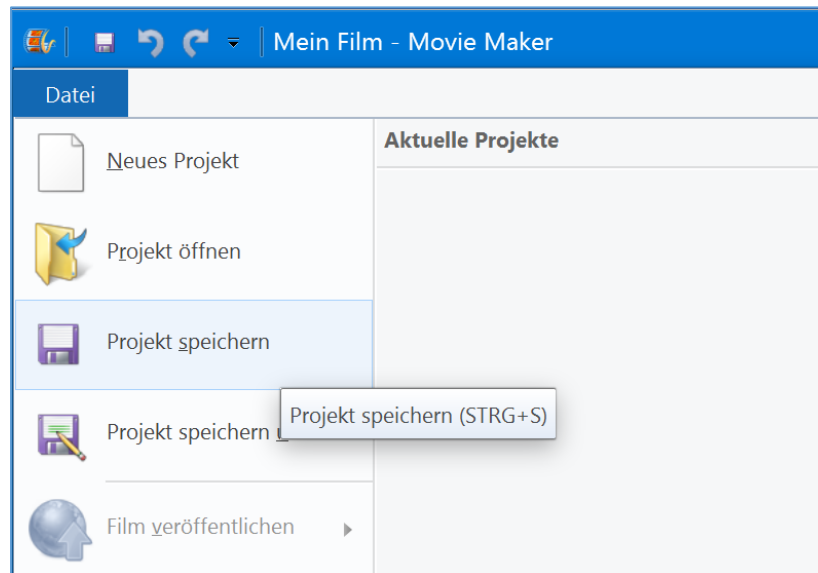 Mein Film - Movie Maker
Datei
Aktuelle Projekte
Neues Projekt
Projekt öffnen
Projekt speichern
Projekt speichern (STRG+S)
Projekt speichern
Film veröffentlichen